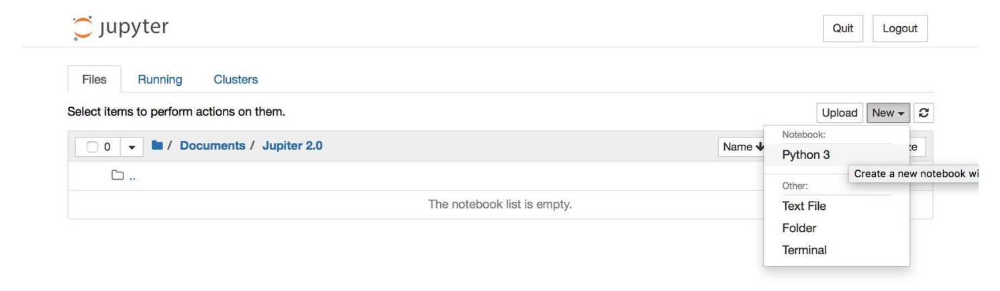 jupyter
Quit Logout
Files Running Clusters
Select items to perform actions on them.
Upload New
0 / Documents / Jupiter 2.0
Name
Notebook:
Python 3
Create a new notebook wi
..
Other:
The notebook list is empty.
Text File
Folder
Terminal